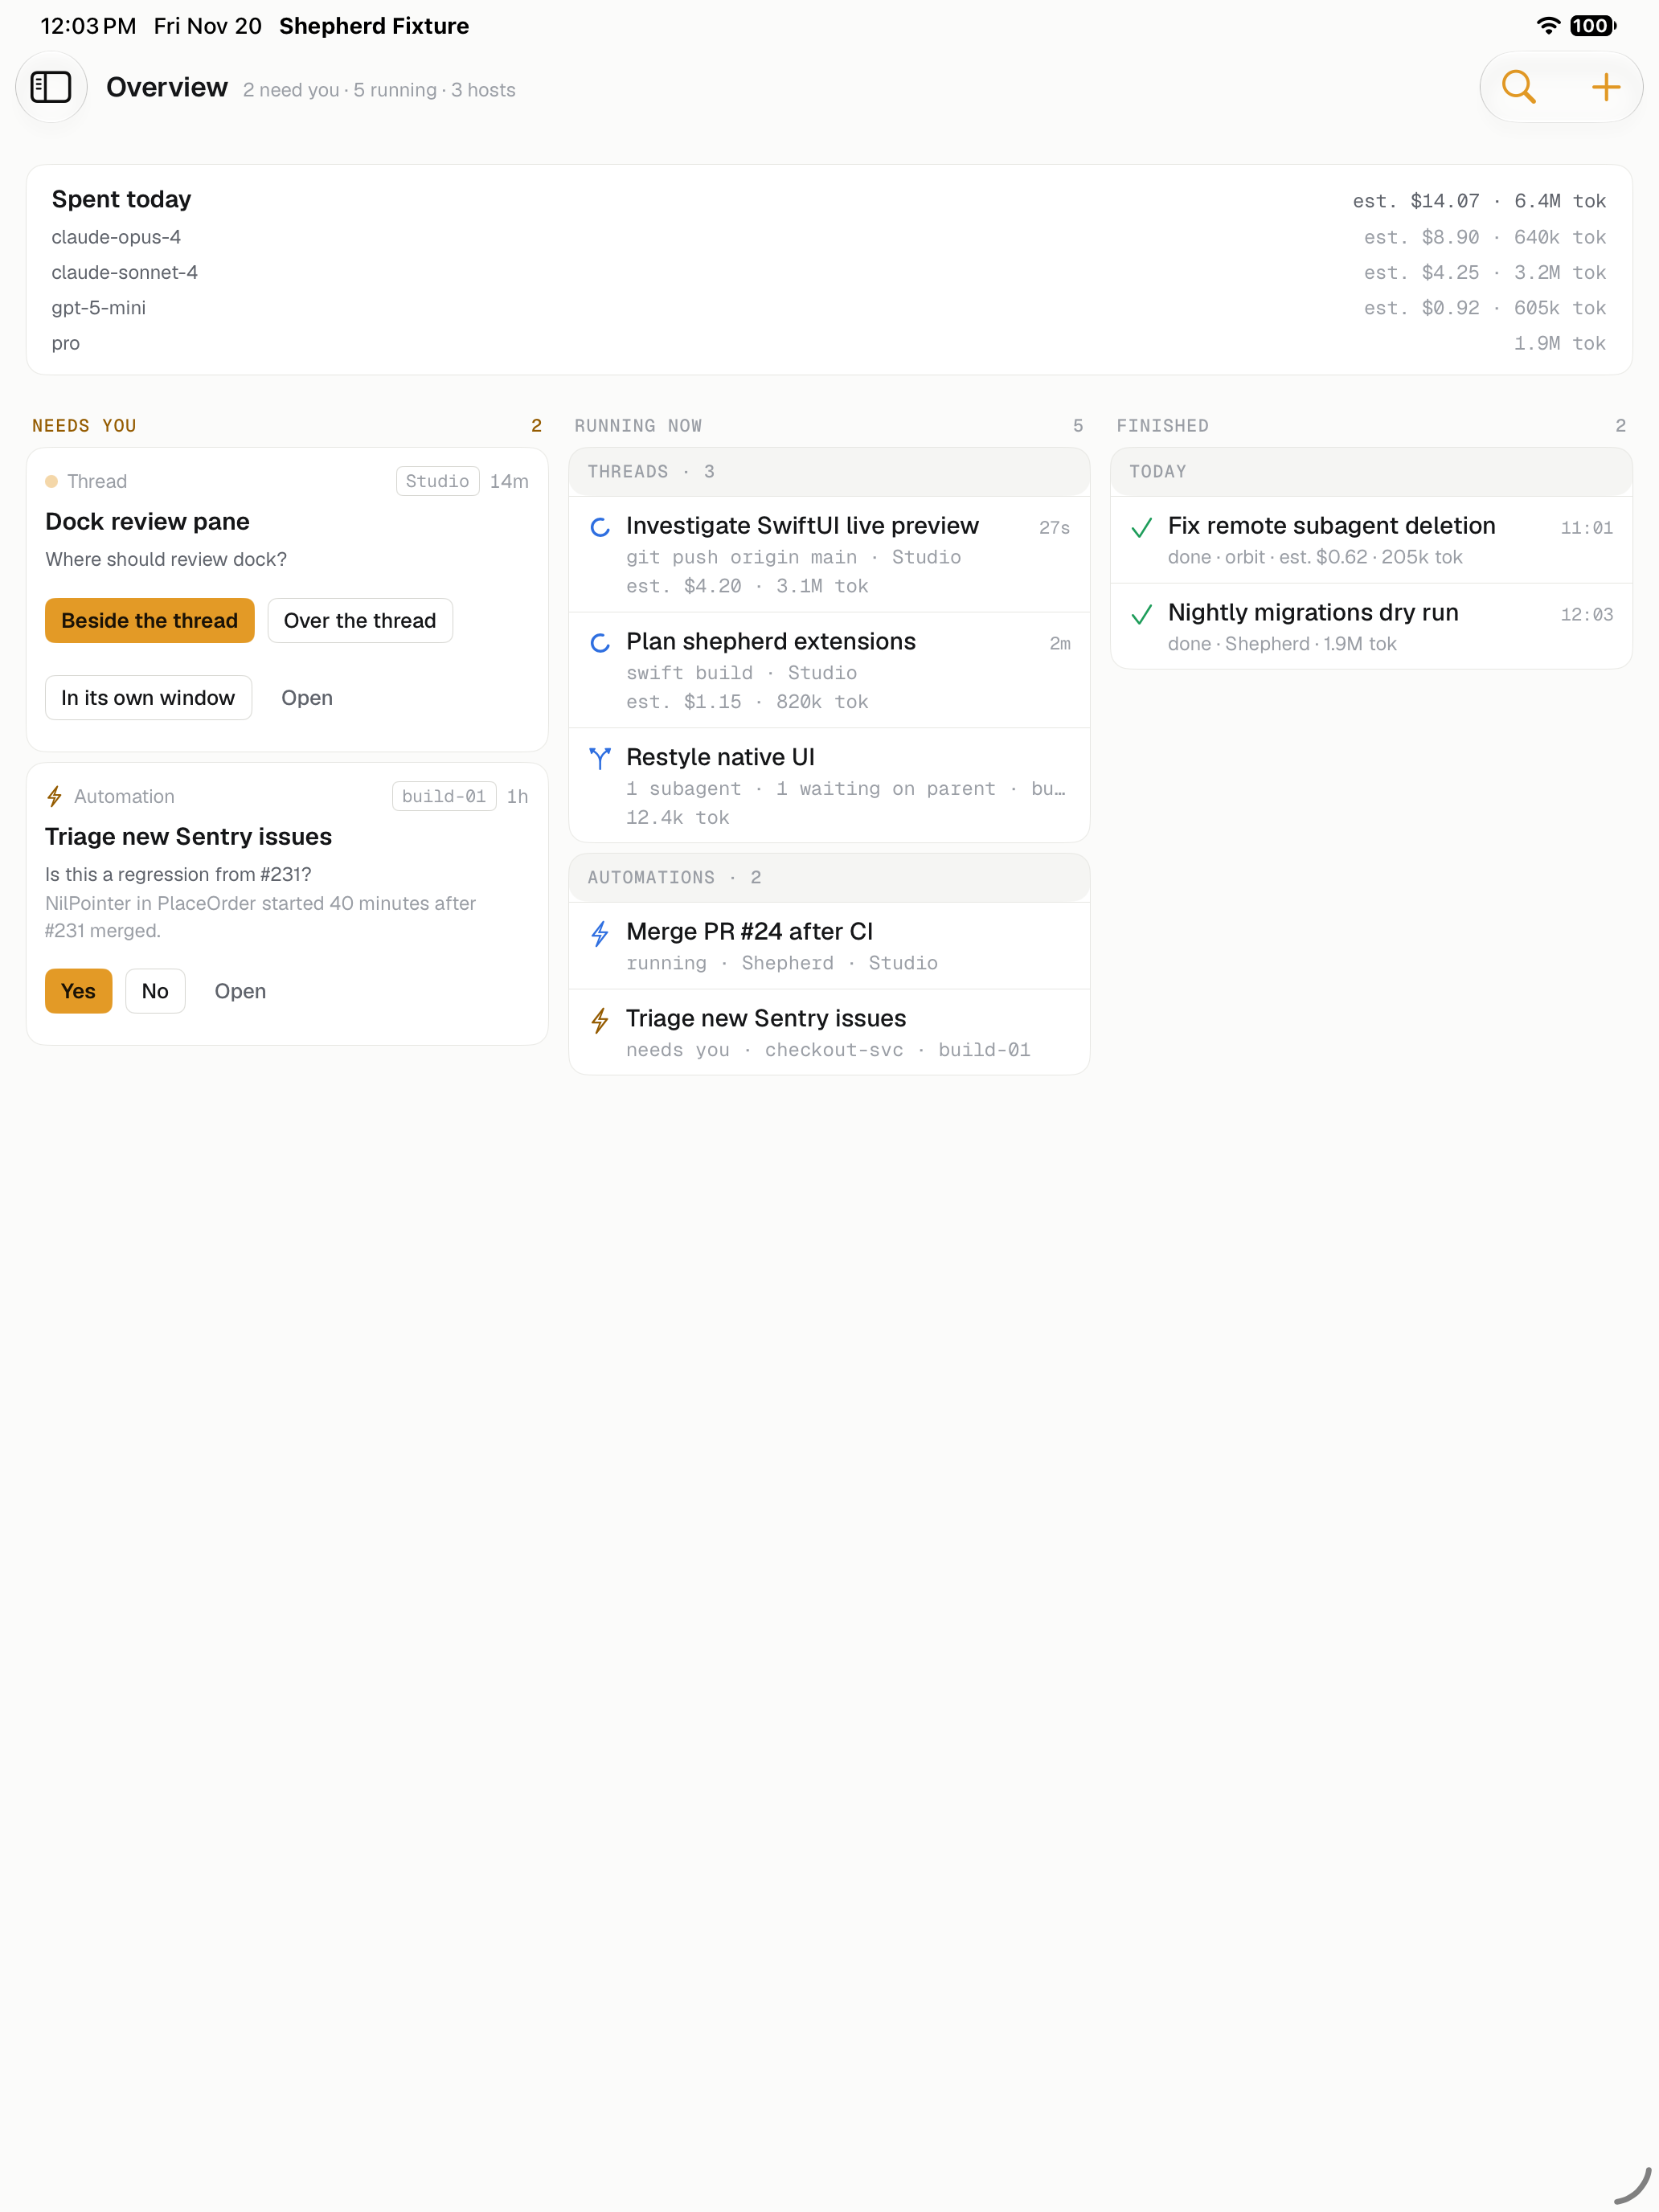 12:03 PM Fri Nov 20 Shepherd Fixture
100
Overview 2 need you · 5 running · 3 hosts
Spent today est. $14.07 · 6.4M tok
claude-opus-4 est. $8.90 · 640k tok
claude-sonnet-4 est. $4.25 · 3.2M tok
gpt-5-mini est. $0.92 · 605k tok
pro 1.9M tok
NEEDS YOU 2
Thread Studio 14m
Dock review pane
Where should review dock?
Beside the thread Over the thread
In its own window Open
Automation build-01 1h
Triage new Sentry issues
Is this a regression from #231?
NilPointer in PlaceOrder started 40 minutes after
#231 merged.
Yes No Open
RUNNING NOW 5
THREADS · 3
Investigate SwiftUI live preview 27s
git push origin main · Studio
est. $4.20 · 3.1M tok
Plan shepherd extensions 2m
swift build · Studio
est. $1.15 · 820k tok
Restyle native UI
1 subagent · 1 waiting on parent · bu…
12.4k tok
AUTOMATIONS · 2
Merge PR #24 after CI
running · Shepherd · Studio
Triage new Sentry issues
needs you · checkout-svc · build-01
FINISHED 2
TODAY
Fix remote subagent deletion 11:01
done · orbit · est. $0.62 · 205k tok
Nightly migrations dry run 12:03
done · Shepherd · 1.9M tok